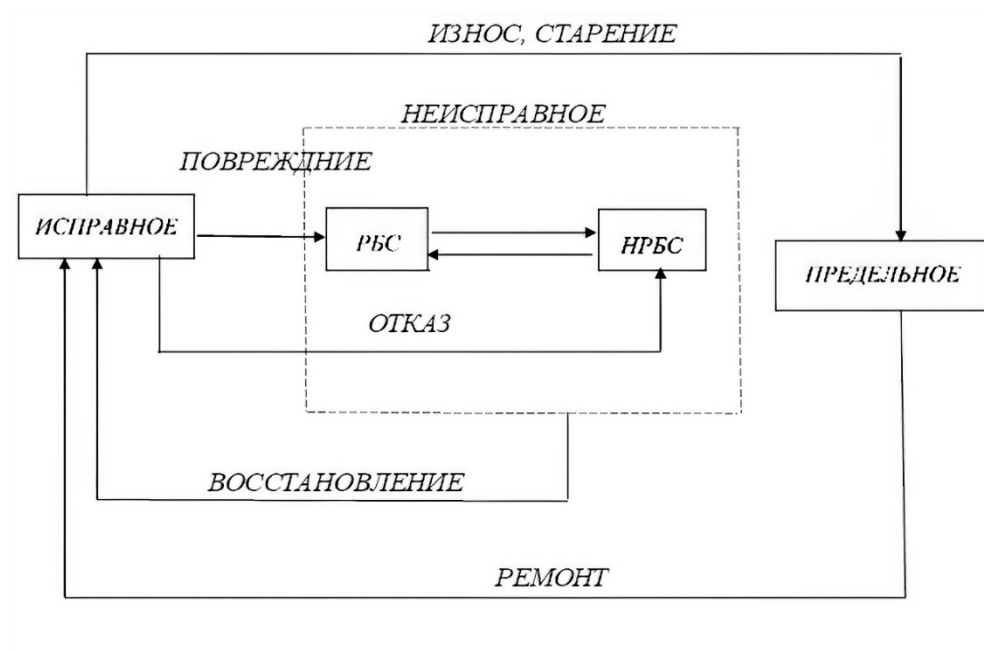 ИЗНОС, СТАРЕНИЕ
НЕИСПРАВНОЕ
ПОВРЕЖДНИЕ
ИСПРАВНОЕ
РБС
НРБС
ПРЕДЕЛЬНОЕ
ОТКАЗ
ВОССТАНОВЛЕНИЕ
РЕМОНТ